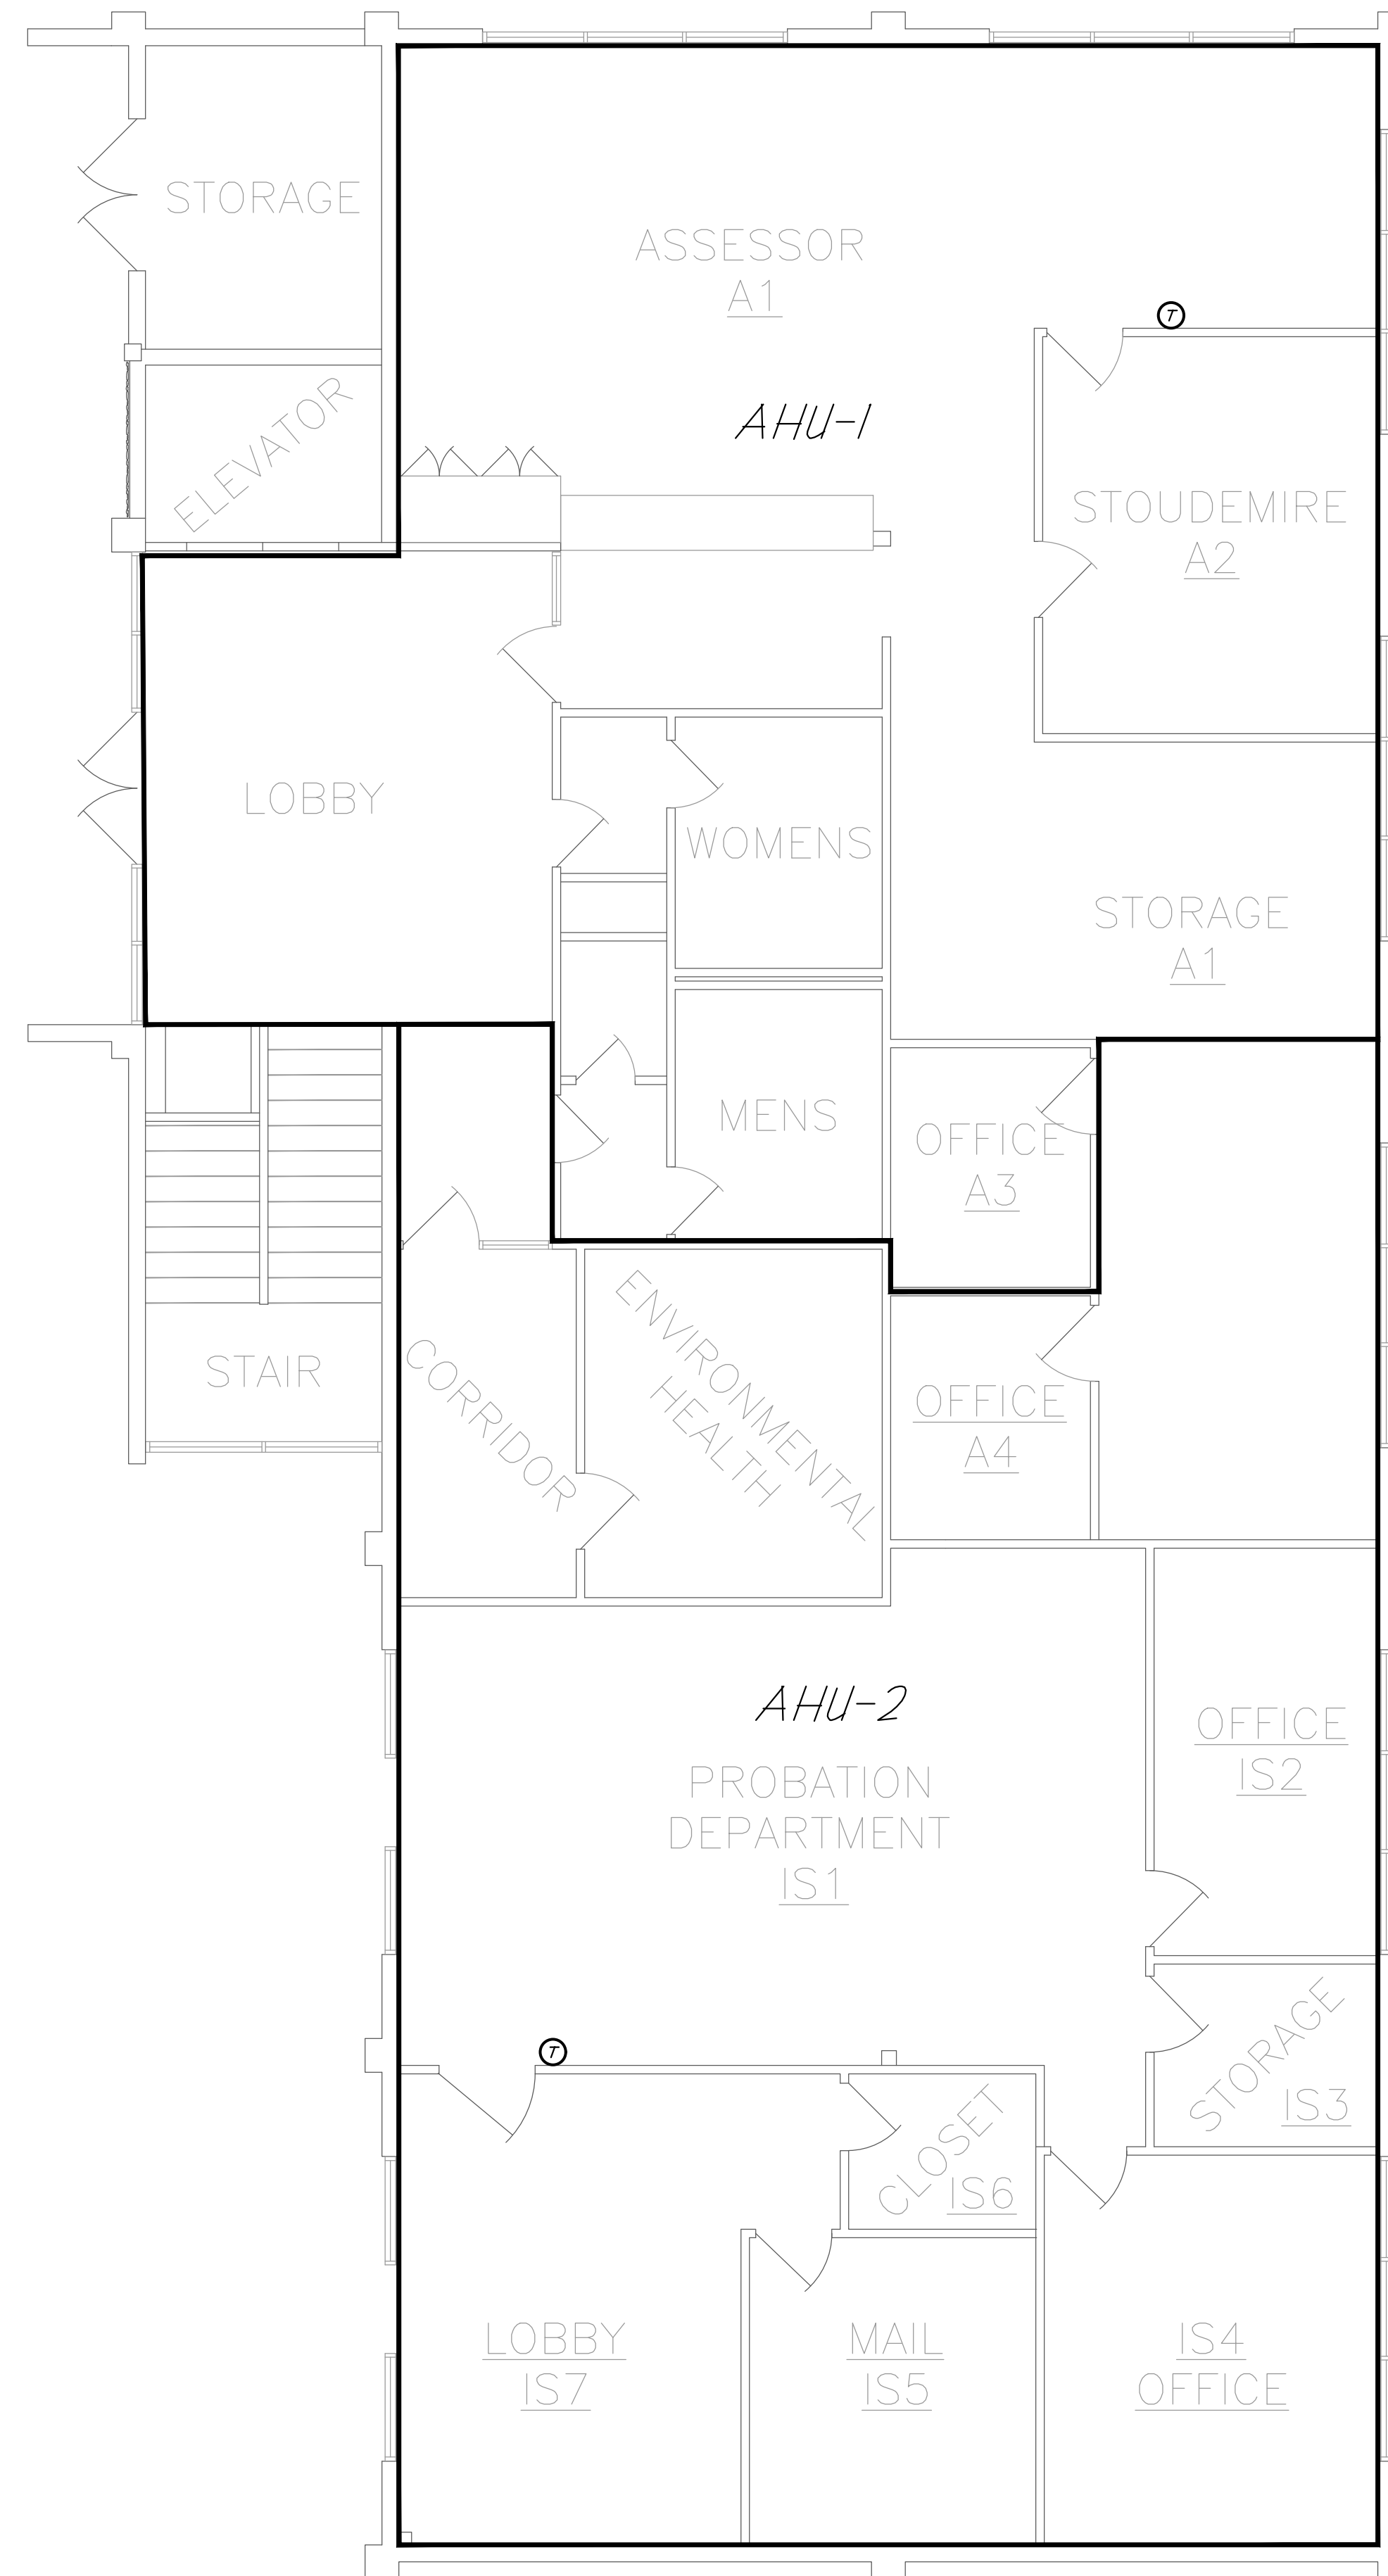 STORAGE
ASSESSOR
A1
T
AHU-1
ELEVATOR
STOUDEMIRE
A2
LOBBY
WOMENS
STORAGE
A1
MENS
OFFICE
A3
STAIR
CORRIDOR
ENVIRONMENTAL
HEALTH
OFFICE
A4
AHU-2
OFFICE
IS2
PROBATION
DEPARTMENT
IS1
T
STORAGE
IS3
CLOSET
IS6
LOBBY
IS7
MAIL
IS5
IS4
OFFICE